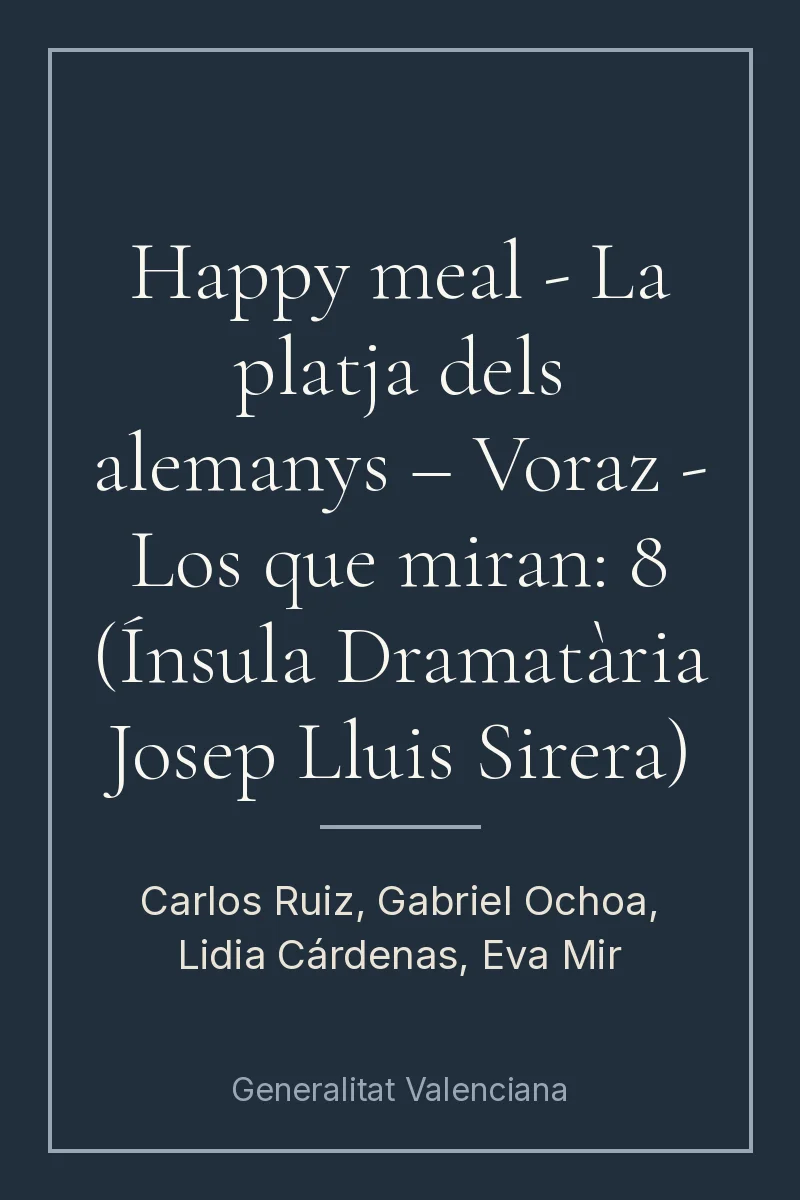 Happy meal - La
platja dels
alemanys – Voraz -
Los que miran: 8
(Ínsula Dramatària
Josep Lluis Sirera)
Carlos Ruiz, Gabriel Ochoa,
Lidia Cárdenas, Eva Mir
Generalitat Valenciana